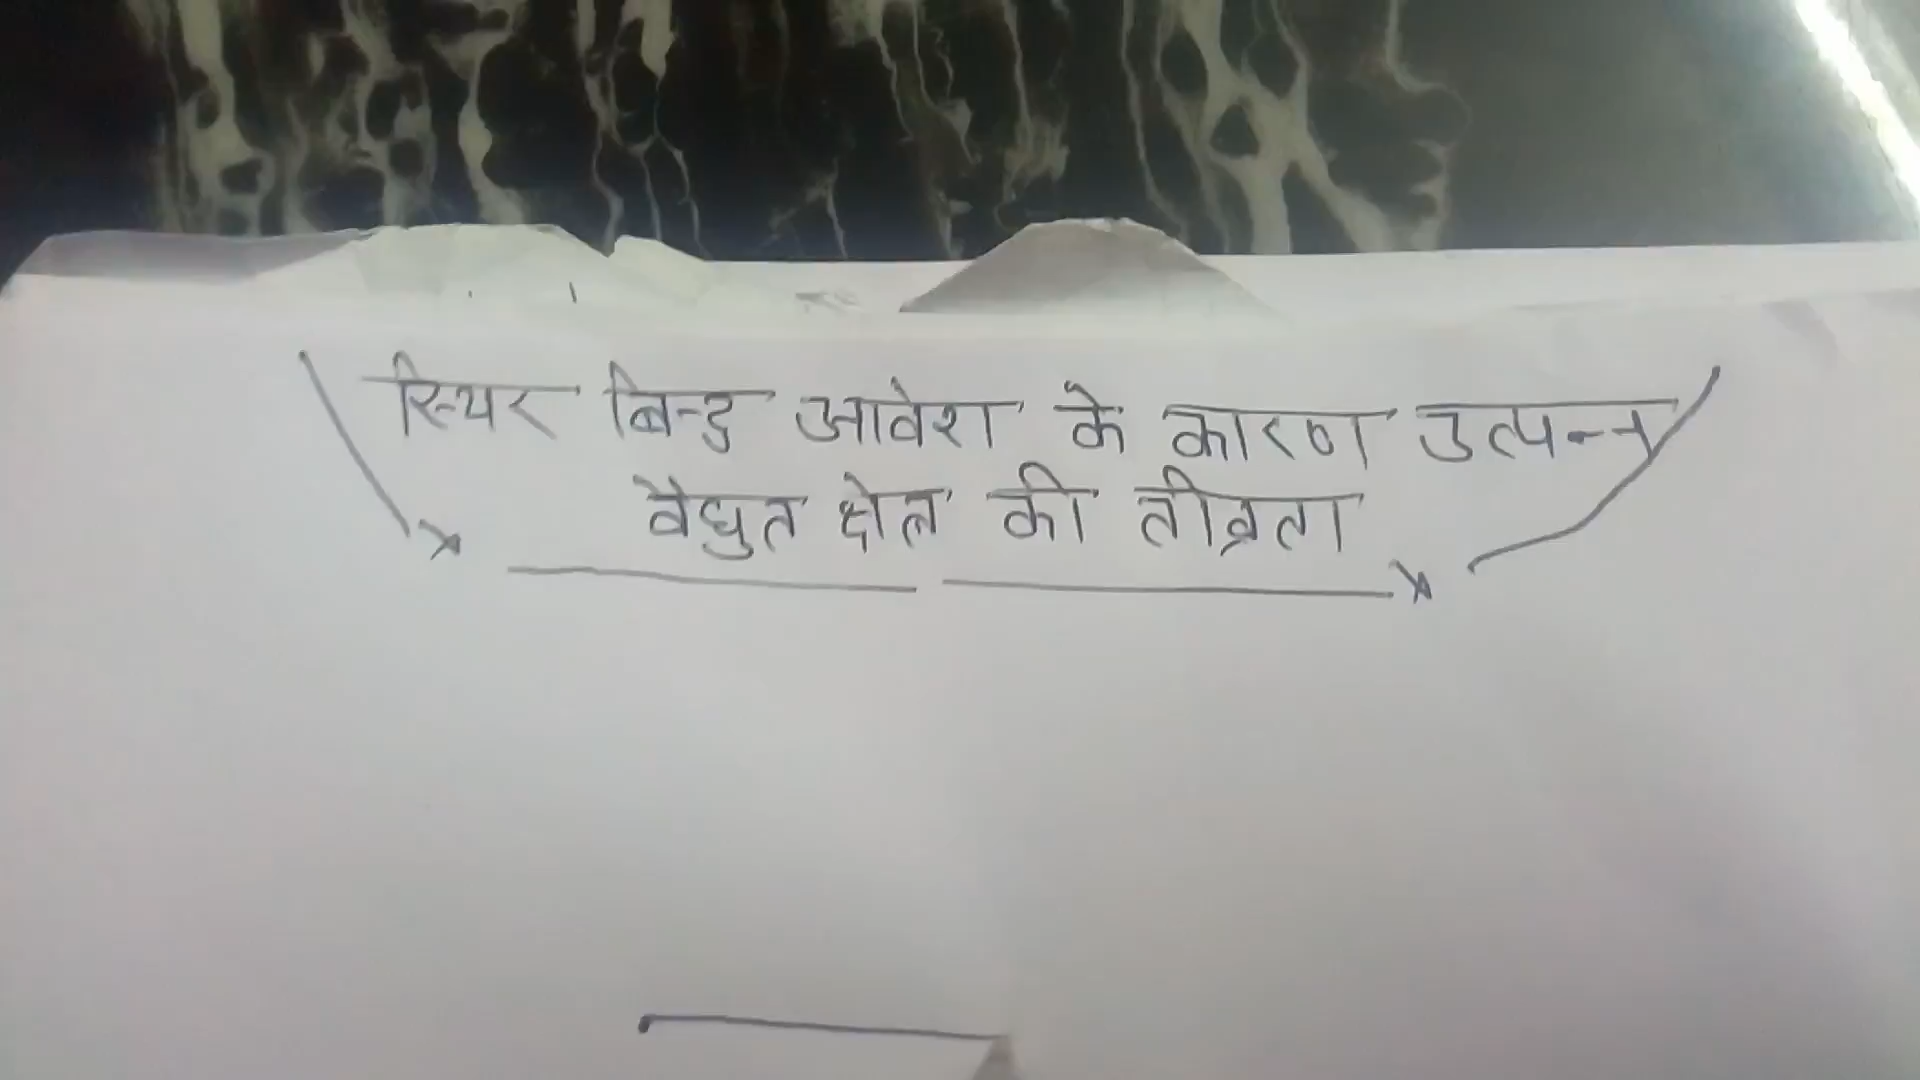 स्थिर बिन्दु आवेश के कारण उत्पन्न
वैधुत क्षेत्र की तीव्रता